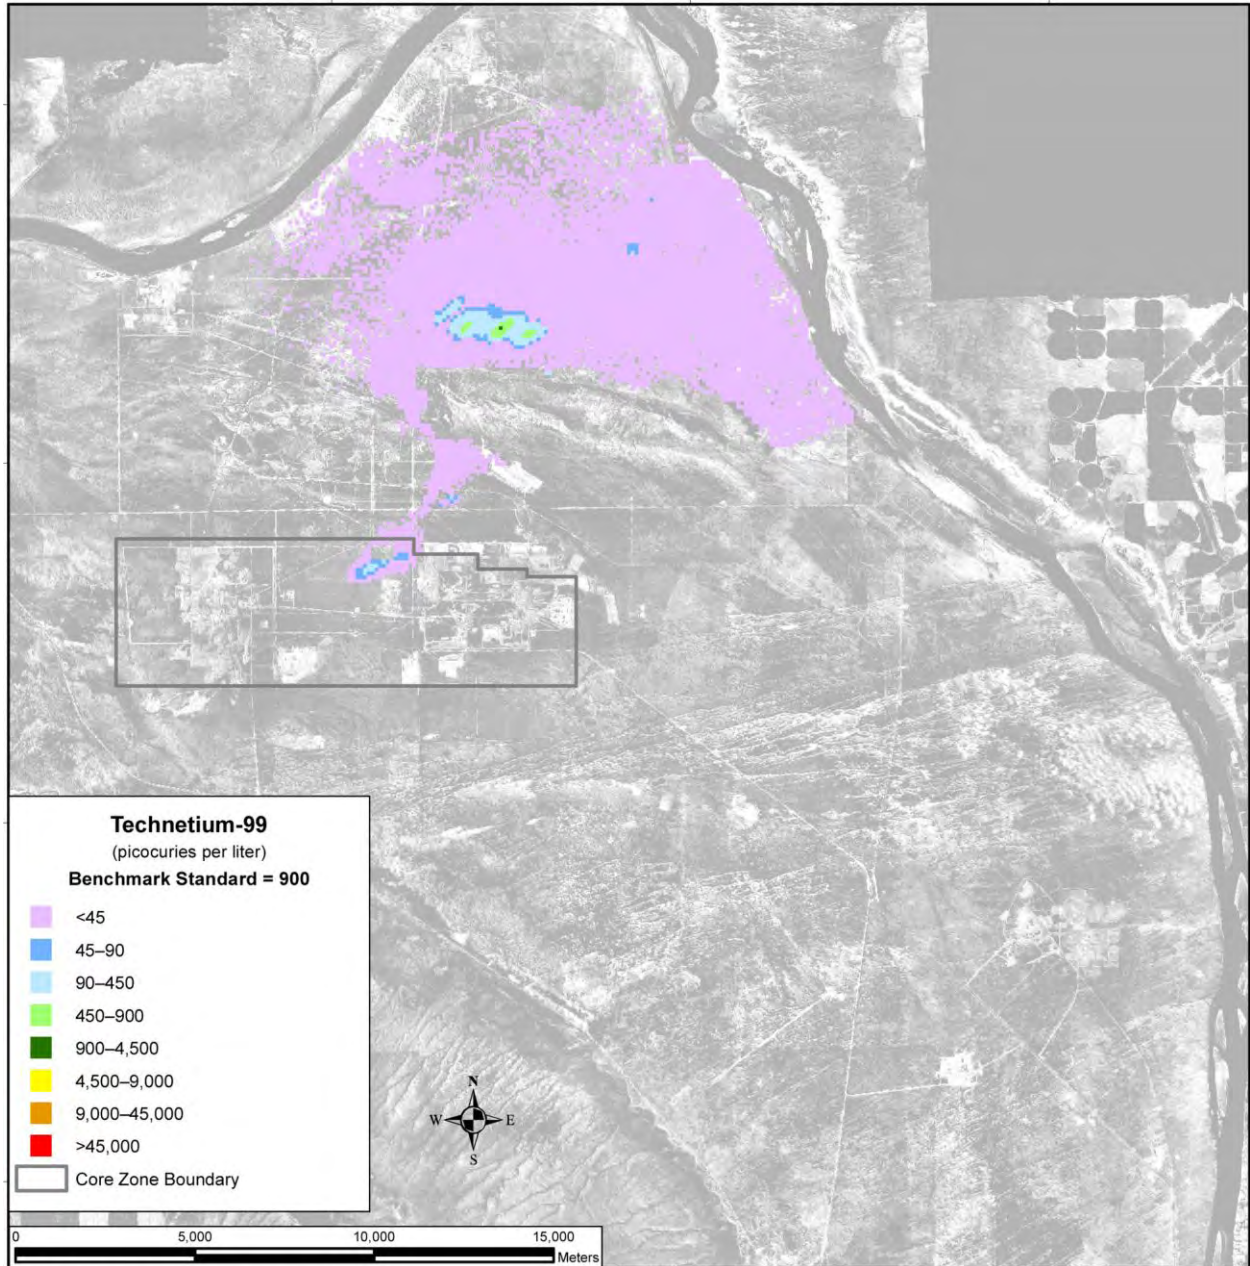 Technetium-99
(picocuries per liter)
Benchmark Standard = 900
<45
45–90
90–450
450–900
900–4,500
4,500–9,000
9,000–45,000
>45,000
Core Zone Boundary
N
W E
S
0 5,000 10,000 15,000
Meters